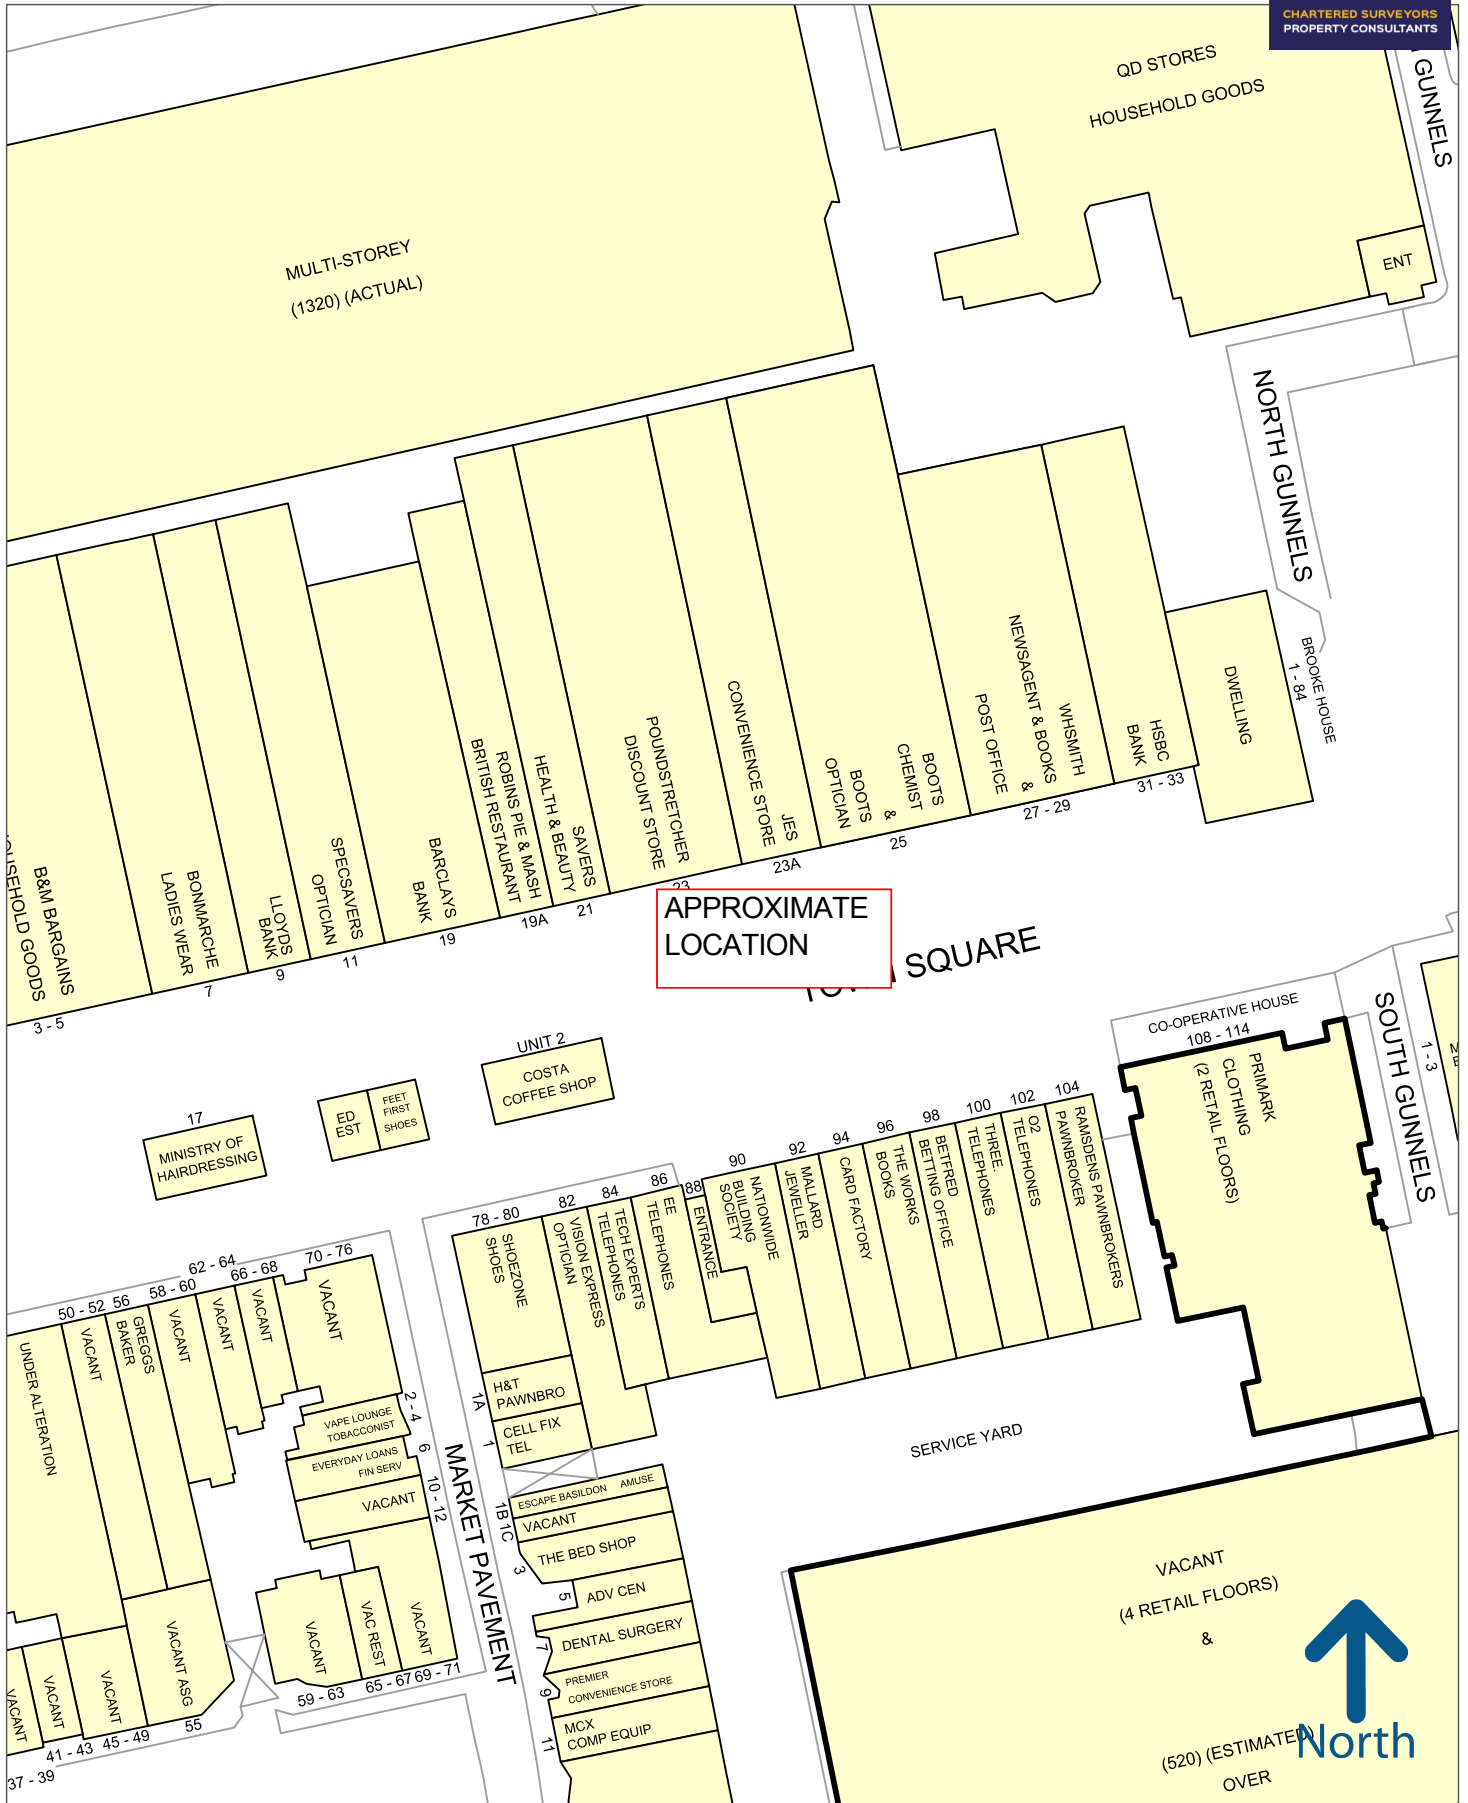 CHARTERED SURVEYORS
PROPERTY CONSULTANTS
QD STORES
HOUSEHOLD GOODS
GUNNELS
ENT
MULTI-STOREY
(1320) (ACTUAL)
NORTH GUNNELS
BROOKE HOUSE
1 - 84
DWELLING
B&M BARGAINS
HOUSEHOLD GOODS
3 - 5
BONMARCHE
LADIES WEAR
7
LLOYDS
BANK
9
SPECSAVERS
OPTICIAN
11
BARCLAYS
BANK
19
ROBINS PIE & MASH
BRITISH RESTAURANT
19A
SAVERS
HEALTH & BEAUTY
21
POUNDSTRETCHER
DISCOUNT STORE
23
JES
CONVENIENCE STORE
23A
BOOTS
CHEMIST
&
BOOTS
OPTICIAN
25
WHSMITH
NEWSAGENT & BOOKS
&
POST OFFICE
27 - 29
HSBC
BANK
31 - 33
APPROXIMATE
LOCATION
TOWN SQUARE
UNIT 2
COSTA
COFFEE SHOP
ED
EST
FEET
FIRST
SHOES
17
MINISTRY OF
HAIRDRESSING
CO-OPERATIVE HOUSE
108 - 114
PRIMARK
CLOTHING
(2 RETAIL FLOORS)
SOUTH GUNNELS
1 - 3
78 - 80
SHOEZONE
SHOES
82
VISION EXPRESS
OPTICIAN
84
TECH EXPERTS
TELEPHONES
86
EE
TELEPHONES
88
ENTRANCE
90
NATIONWIDE
BUILDING
SOCIETY
92
MALLARD
JEWELLER
94
CARD FACTORY
96
THE WORKS
BOOKS
98
BETFRED
BETTING OFFICE
100
THREE.
TELEPHONES
102
O2
TELEPHONES
104
RAMSDENS PAWNBROKERS
PAWNBROKER
50 - 52
56
58 - 60
62 - 64
66 - 68
70 - 76
UNDER ALTERATION
VACANT
GREGGS
BAKER
VACANT
VACANT
VACANT
VACANT
2 - 4
VAPE LOUNGE
TOBACCONIST
6
EVERYDAY LOANS
FIN SERV
10 - 12
VACANT
MARKET PAVEMENT
1A
H&T
PAWNBRO
1
CELL FIX
TEL
1B 1C
ESCAPE BASILDON AMUSE
VACANT
3
THE BED SHOP
5
ADV CEN
7
DENTAL SURGERY
9
PREMIER
CONVENIENCE STORE
11
MCX
COMP EQUIP
SERVICE YARD
VACANT
(4 RETAIL FLOORS)
&
(520) (ESTIMATED)
OVER
North
VACANT
VACANT
VACANT
VACANT ASG
VACANT
VAC REST
VACANT
37 - 39
41 - 43
45 - 49
55
59 - 63
65 - 67
69 - 71